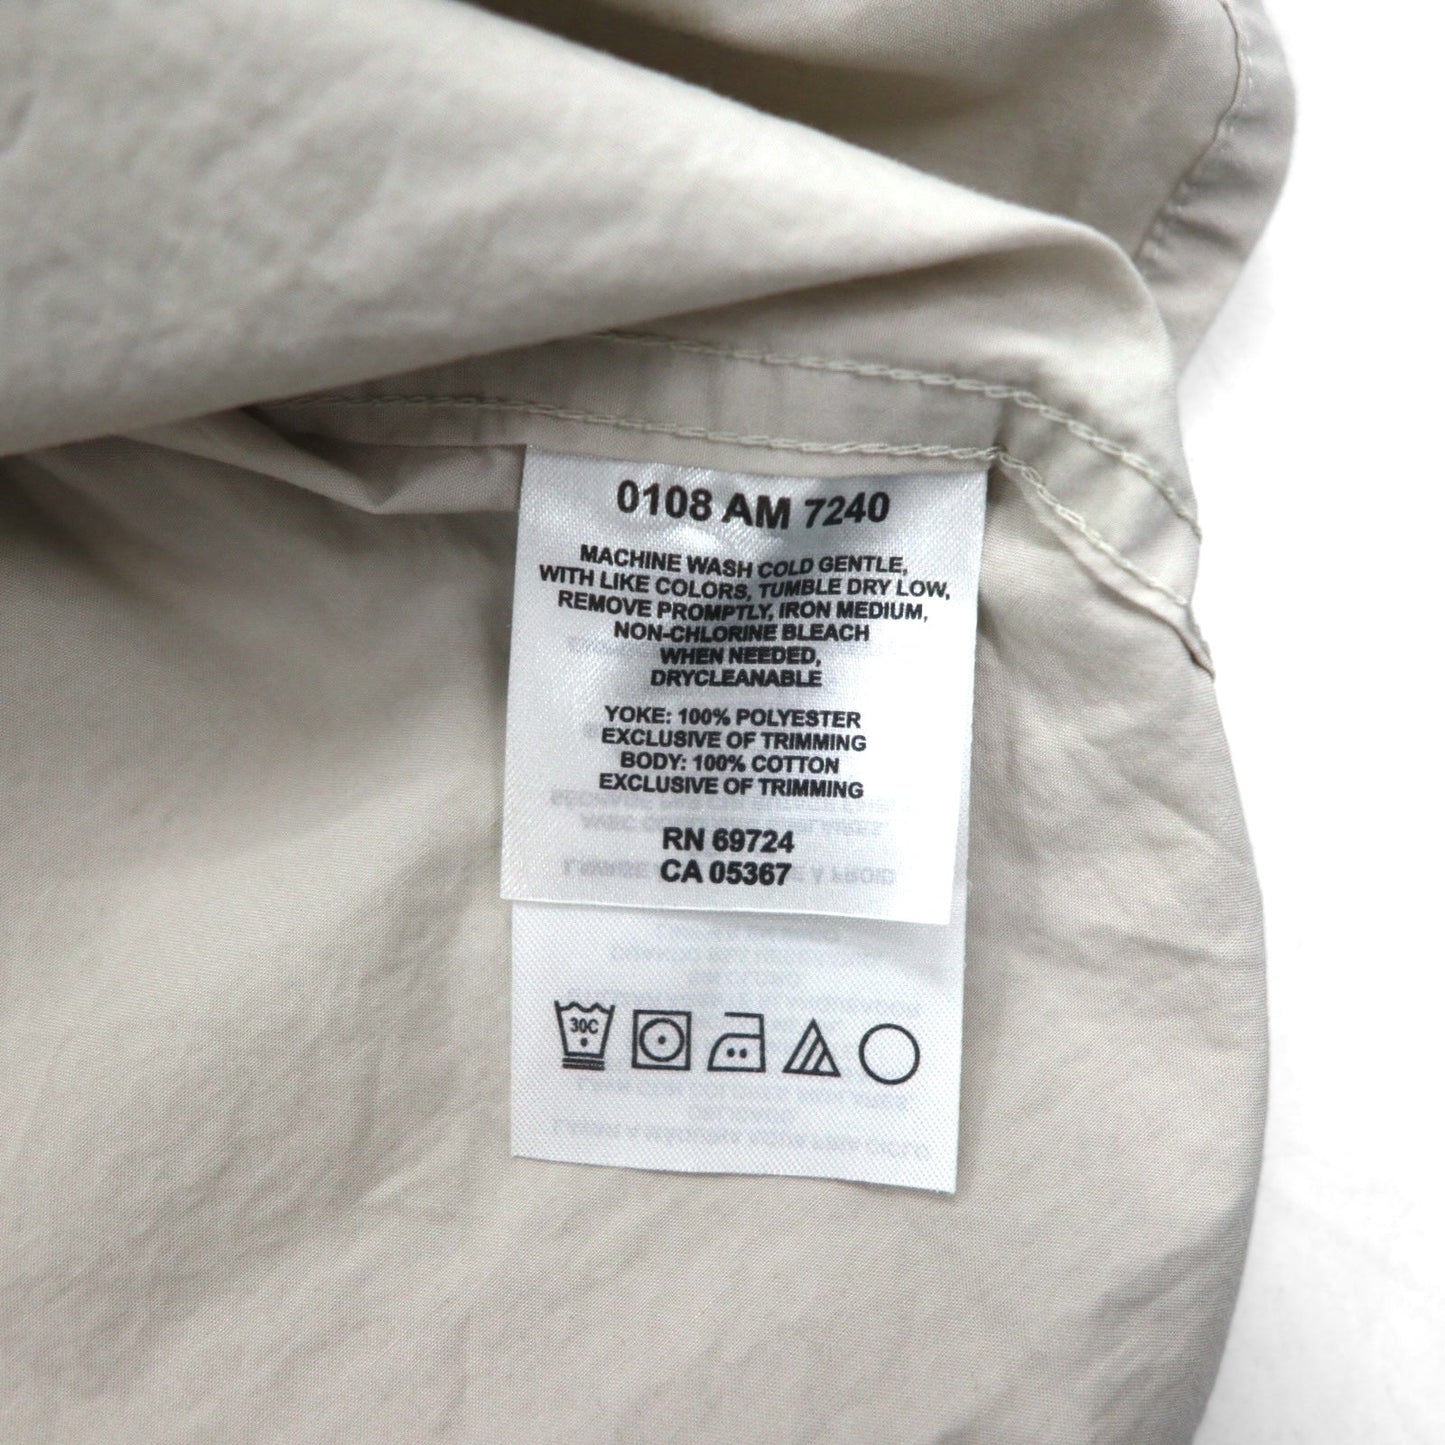 0108 AM 7240
MACHINE WASH COLD GENTLE,
WITH LIKE COLORS, TUMBLE DRY LOW,
REMOVE PROMPTLY, IRON MEDIUM,
NON-CHLORINE BLEACH
WHEN NEEDED,
DRYCLEANABLE
YOKE: 100% POLYESTER
EXCLUSIVE OF TRIMMING
BODY: 100% COTTON
EXCLUSIVE OF TRIMMING
RN 69724
CA 05367
30C